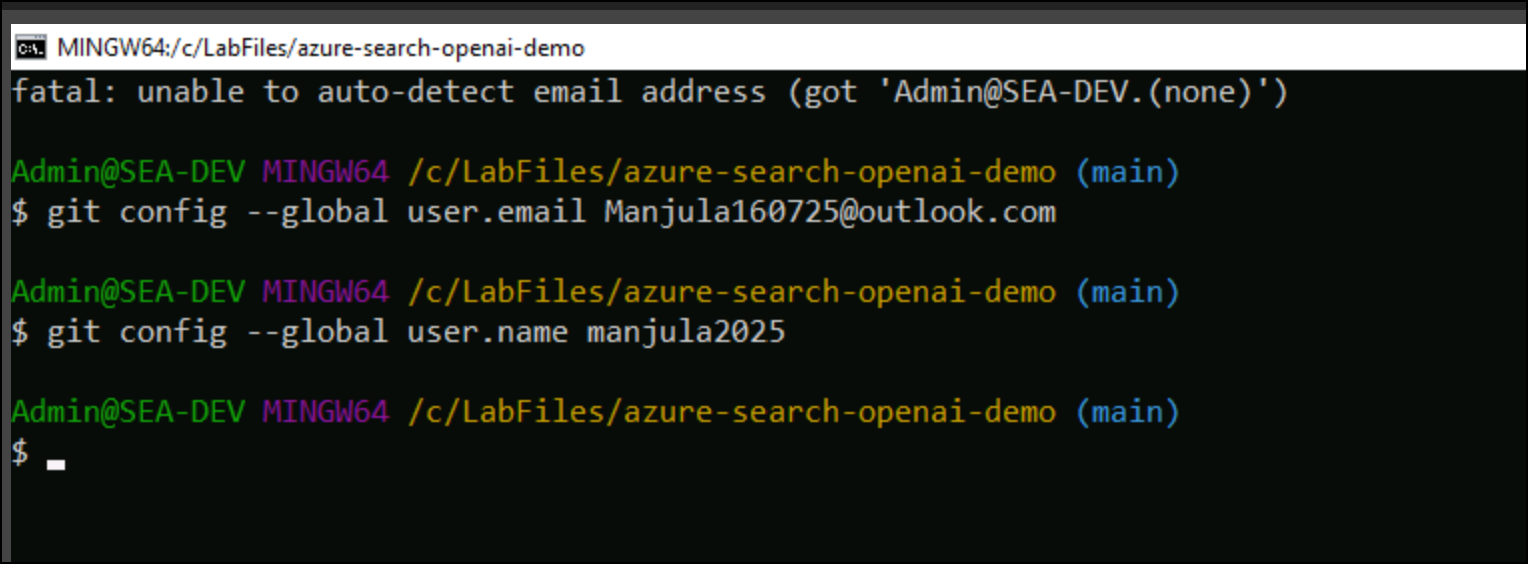 MINGW64:/c/LabFiles/azure-search-openai-demo
fatal: unable to auto-detect email address (got 'Admin@SEA-DEV.(none)')
Admin@SEA-DEV MINGW64 /c/LabFiles/azure-search-openai-demo (main)
$ git config --global user.email Manjula160725@outlook.com
Admin@SEA-DEV MINGW64 /c/LabFiles/azure-search-openai-demo (main)
$ git config --global user.name manjula2025
Admin@SEA-DEV MINGW64 /c/LabFiles/azure-search-openai-demo (main)
$